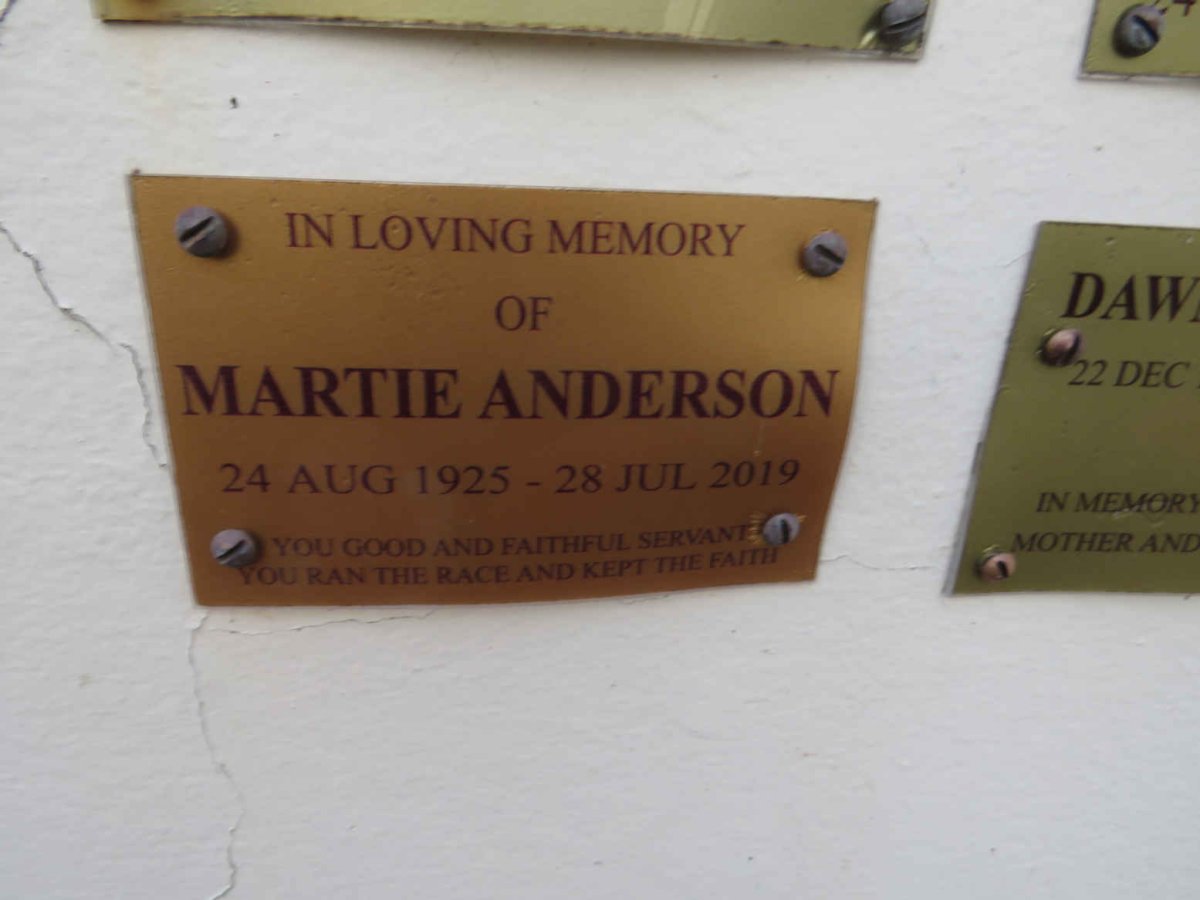 IN LOVING MEMORY
OF
MARTIE ANDERSON
24 AUG 1925 - 28 JUL 2019
YOU GOOD AND FAITHFUL SERVANT
YOU RAN THE RACE AND KEPT THE FAITH
22 DEC
IN MEMORY
MOTHER AND